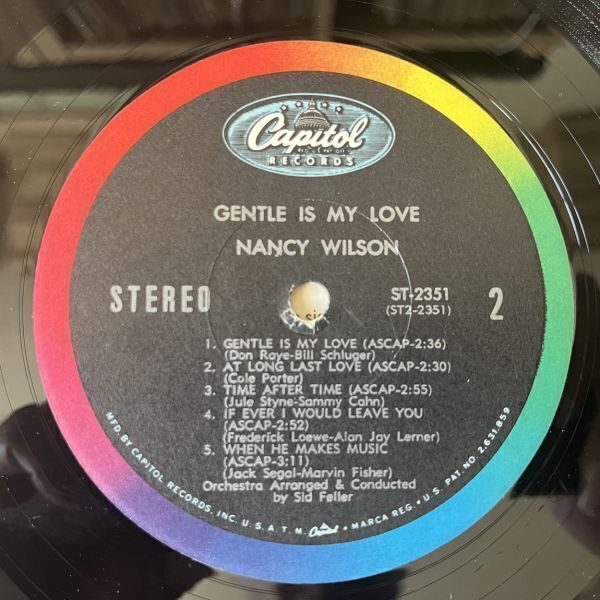 Capitol
REG. U.S. PAT. OFF.
RECORDS
GENTLE IS MY LOVE
NANCY WILSON
STEREO
ST-2351
(ST2-2351)
2
1. GENTLE IS MY LOVE (ASCAP-2:36)
(Don Raye-Bill Schluger)
2. AT LONG LAST LOVE (ASCAP-2:30)
(Cole Porter)
3. TIME AFTER TIME (ASCAP-2:55)
(Jule Styne-Sammy Cahn)
4. IF EVER I WOULD LEAVE YOU
(ASCAP-2:52)
(Frederick Loewe-Alan Jay Lerner)
5. WHEN HE MAKES MUSIC
(ASCAP-3:11)
(Jack Segal-Marvin Fisher)
Orchestra Arranged & Conducted
by Sid Feller
MFD. BY CAPITOL RECORDS, INC. U.S.A. T.M. Capitol • MARCA REG. • U.S. PAT. NO. 2,631,859